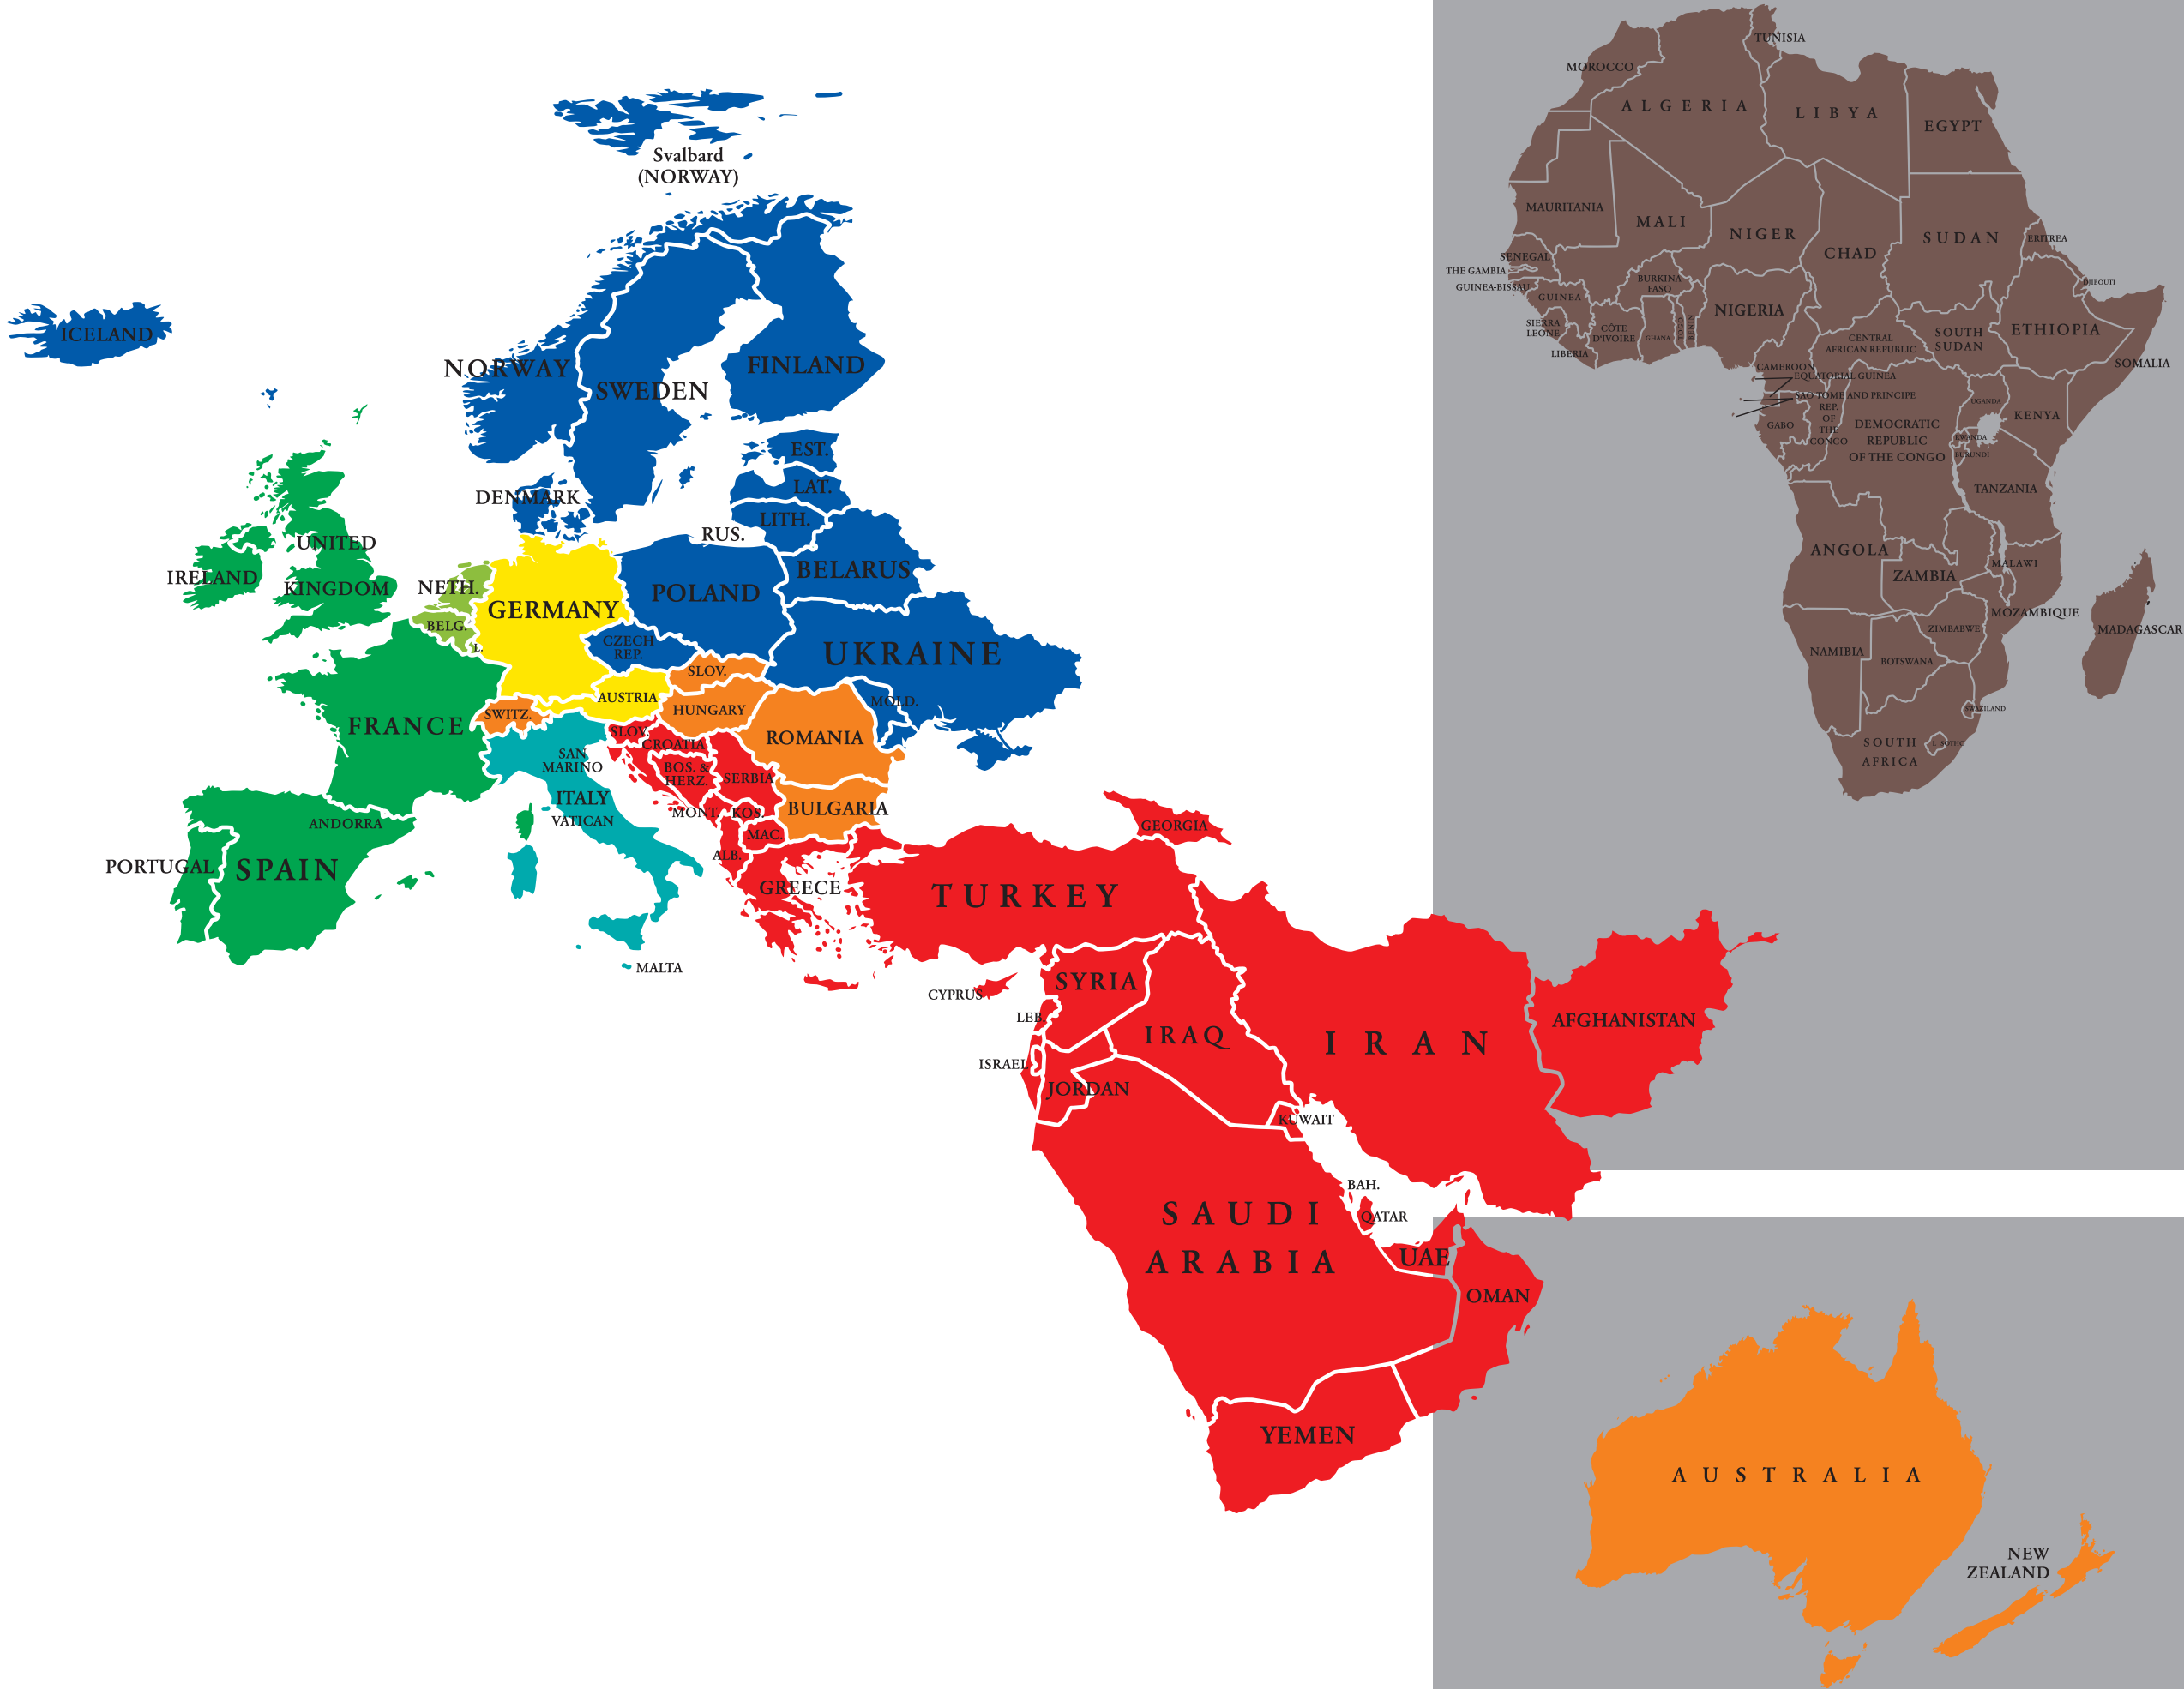 Svalbard
(NORWAY)
ICELAND
NORWAY
SWEDEN
FINLAND
EST.
LAT.
LITH.
DENMARK
RUS.
UNITED
KINGDOM
IRELAND
NETH.
BELG.
L.
GERMANY
POLAND
BELARUS
UKRAINE
CZECH
REP.
SLOV.
AUSTRIA
HUNGARY
MOLD.
SWITZ.
FRANCE
ROMANIA
SLOV.
CROATIA
SAN
MARINO
BOS. &
HERZ.
SERBIA
ITALY
VATICAN
MONT.
KOS.
BULGARIA
MAC.
ALB.
GREECE
ANDORRA
PORTUGAL
SPAIN
MALTA
GEORGIA
TURKEY
CYPRUS
SYRIA
LEB.
IRAQ
IRAN
AFGHANISTAN
ISRAEL
JORDAN
KUWAIT
BAH.
QATAR
SAUDI
ARABIA
UAE
OMAN
YEMEN
TUNISIA
MOROCCO
ALGERIA
LIBYA
EGYPT
MAURITANIA
MALI
NIGER
CHAD
SUDAN
ERITREA
SENEGAL
THE GAMBIA
GUINEA-BISSAU
GUINEA
BURKINA
FASO
DJIBOUTI
SIERRA
LEONE
LIBERIA
CÔTE
D'IVOIRE
GHANA
TOGO
BENIN
NIGERIA
CENTRAL
AFRICAN REPUBLIC
SOUTH
SUDAN
ETHIOPIA
SOMALIA
CAMEROON
EQUATORIAL GUINEA
SAO TOME AND PRINCIPE
GABO
REP.
OF
THE
CONGO
DEMOCRATIC
REPUBLIC
OF THE CONGO
UGANDA
KENYA
RWANDA
BURUNDI
TANZANIA
ANGOLA
ZAMBIA
MALAWI
MOZAMBIQUE
MADAGASCAR
ZIMBABWE
NAMIBIA
BOTSWANA
SWAZILAND
SOUTH
AFRICA
L SOTHO
AUSTRALIA
NEW
ZEALAND